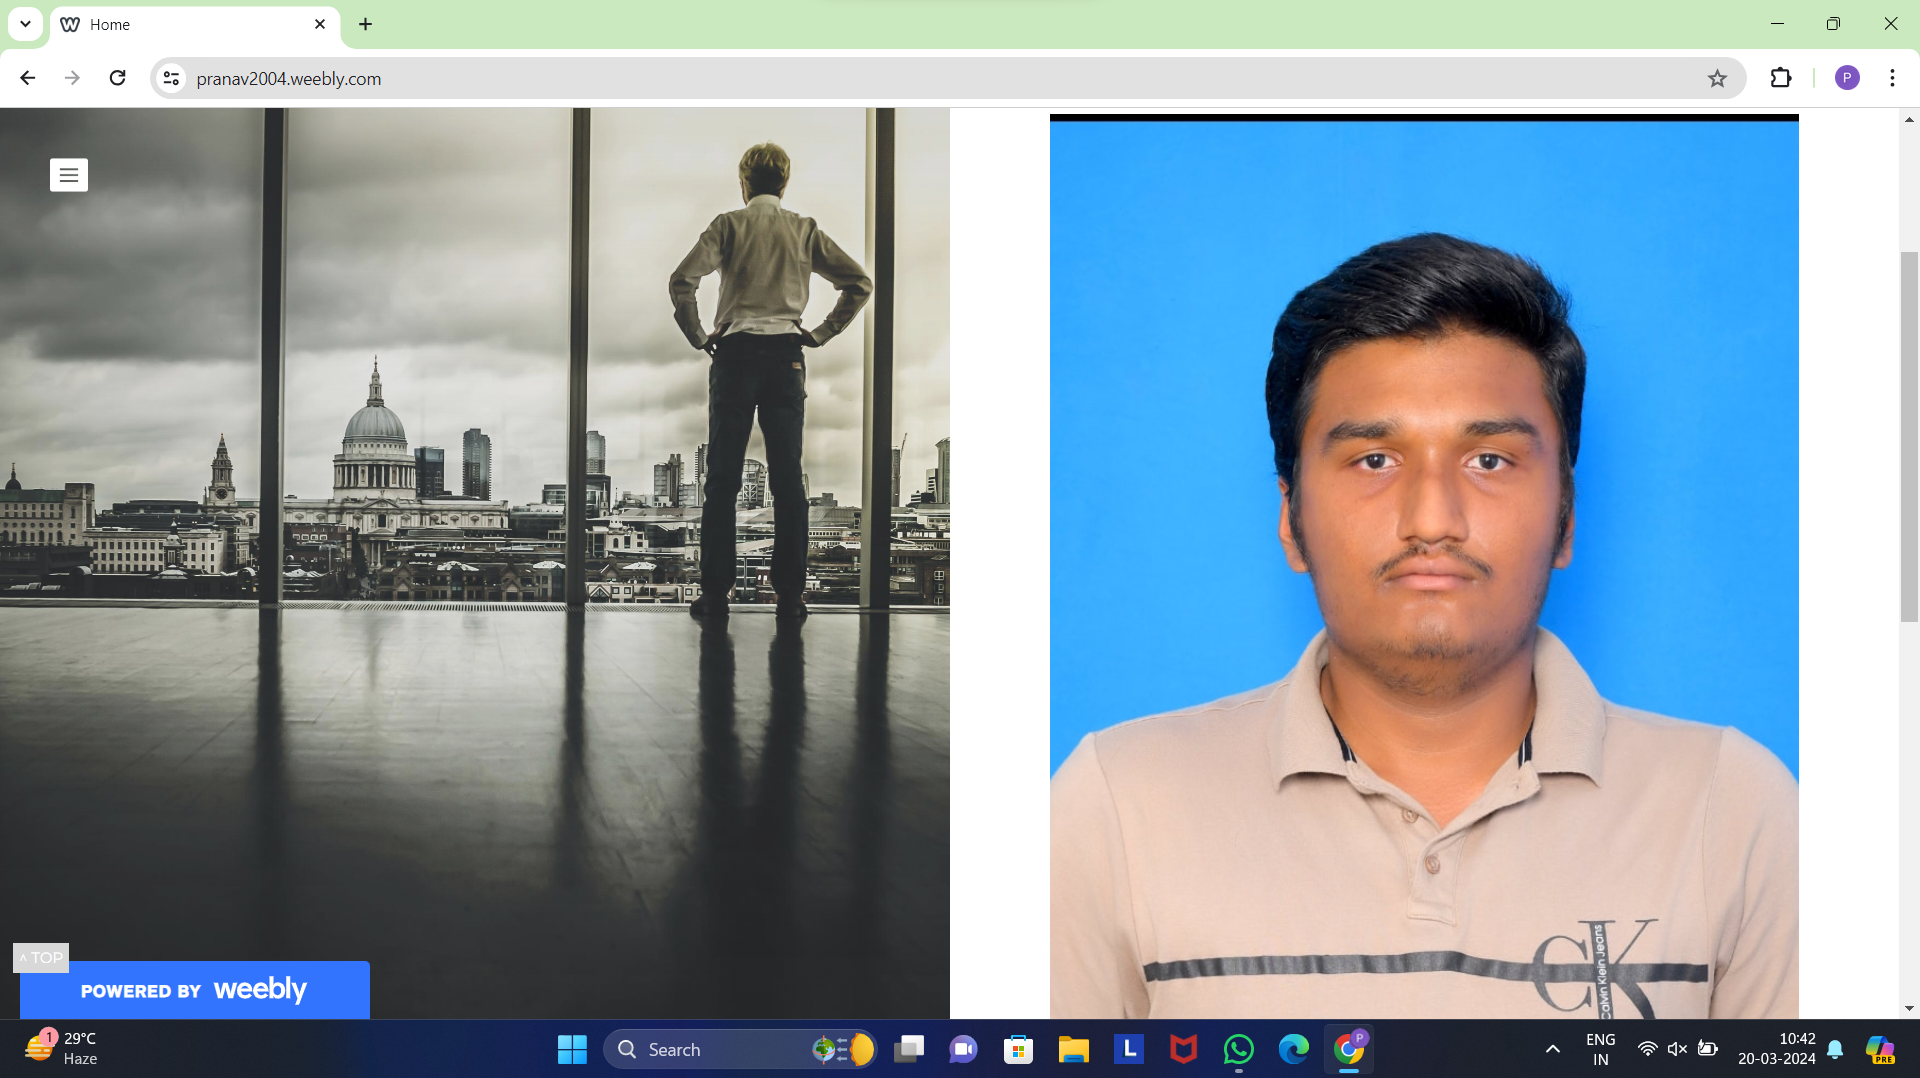 Home
pranav2004.weebly.com
P
CK
Calvin Klein Jeans
^ TOP
POWERED BY weebly
1
29°C
Haze
Search
L
P
ENG
IN
10:42
20-03-2024
PRE